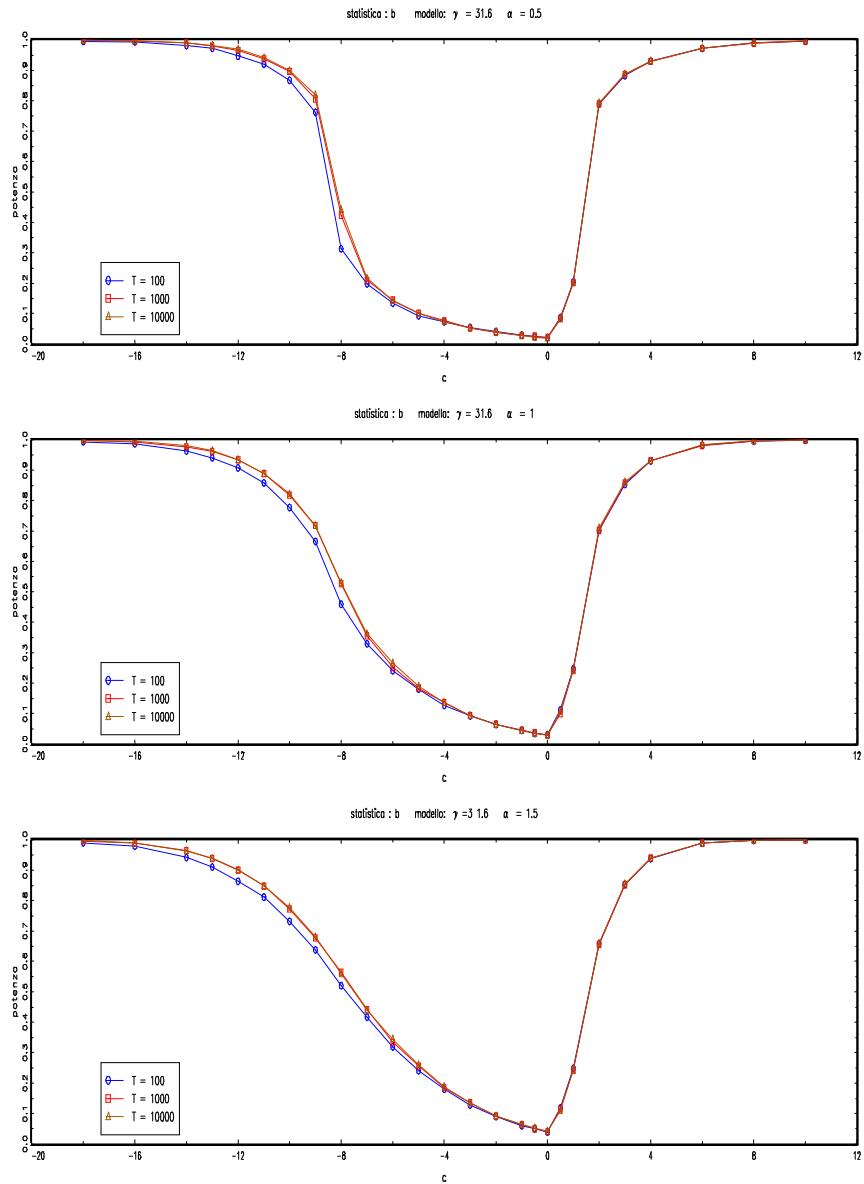 statistica : b modello: γ = 31.6 α = 0.5
potenza
0.0 0.1 0.2 0.3 0.4 0.5 0.6 0.7 0.8 0.9 1.0
T = 100
T = 1000
T = 10000
-20 -16 -12 -8 -4 0 4 8 12
c
statistica : b modello: γ = 31.6 α = 1
potenza
0.0 0.1 0.2 0.3 0.4 0.5 0.6 0.7 0.8 0.9 1.0
T = 100
T = 1000
T = 10000
-20 -16 -12 -8 -4 0 4 8 12
c
statistica : b modello: γ =3 1.6 α = 1.5
potenza
0.0 0.1 0.2 0.3 0.4 0.5 0.6 0.7 0.8 0.9 1.0
T = 100
T = 1000
T = 10000
-20 -16 -12 -8 -4 0 4 8 12
c